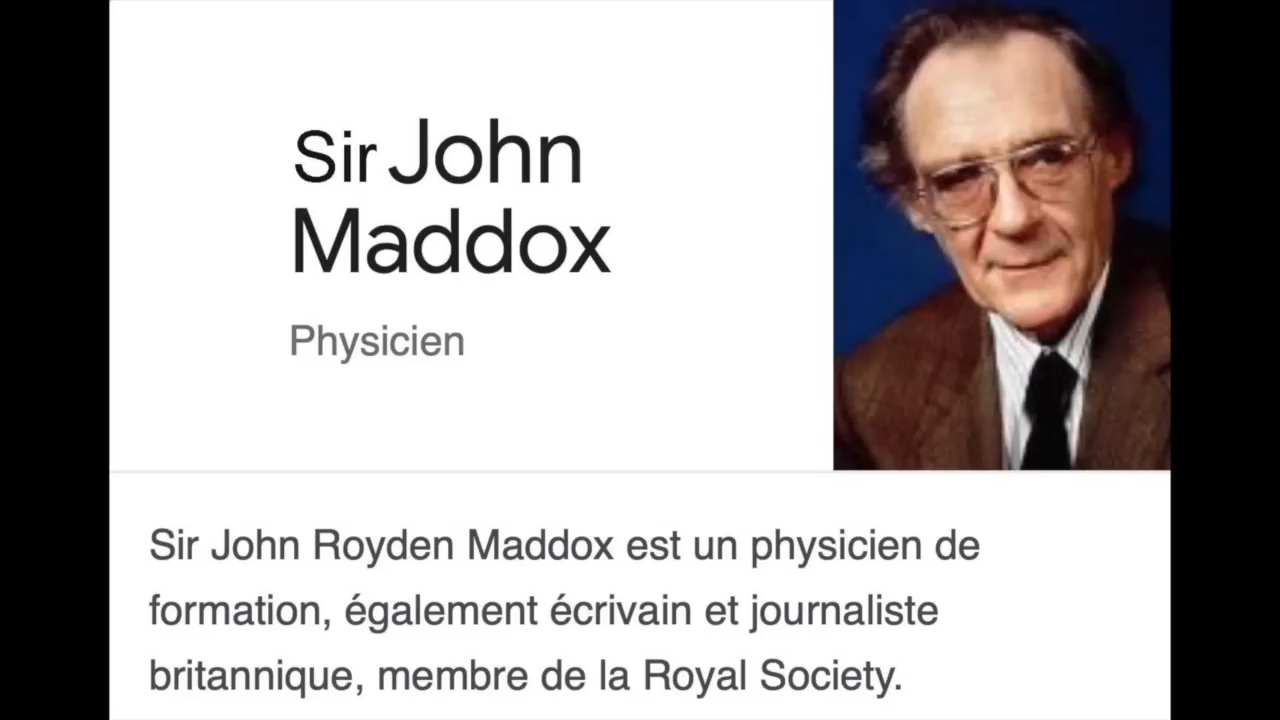 Sir John
Maddox
Physicien
Sir John Royden Maddox est un physicien de
formation, également écrivain et journaliste
britannique, membre de la Royal Society.